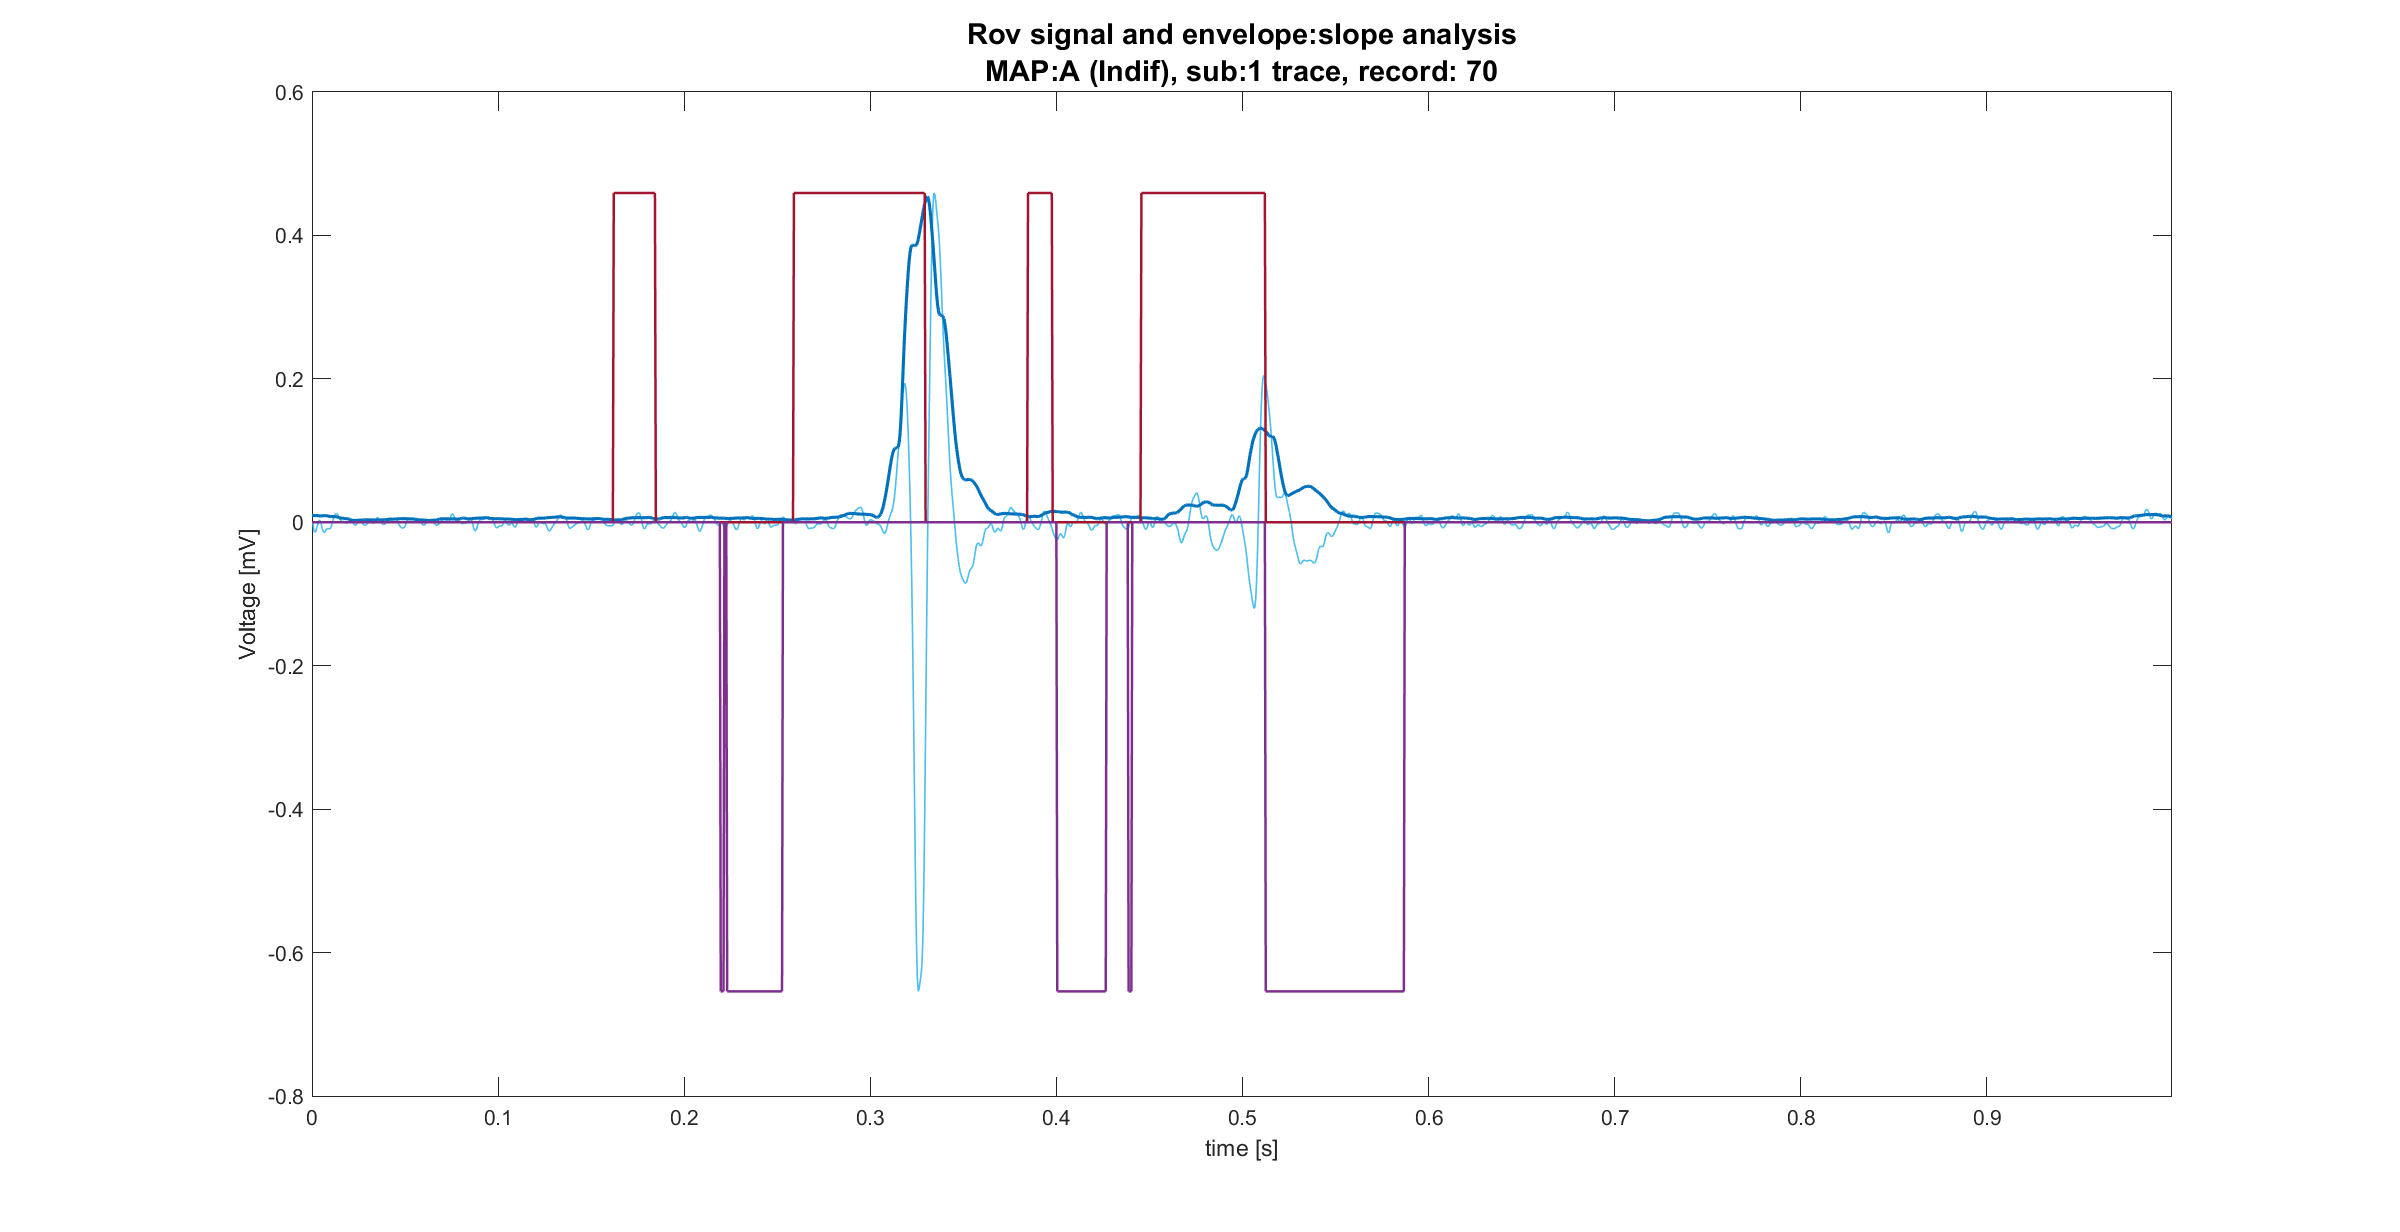 Rov signal and envelope:slope analysis
MAP:A (Indif), sub:1 trace, record: 70
0.6
0.4
0.2
0
-0.2
-0.4
-0.6
-0.8
Voltage [mV]
0 0.1 0.2 0.3 0.4 0.5 0.6 0.7 0.8 0.9
time [s]